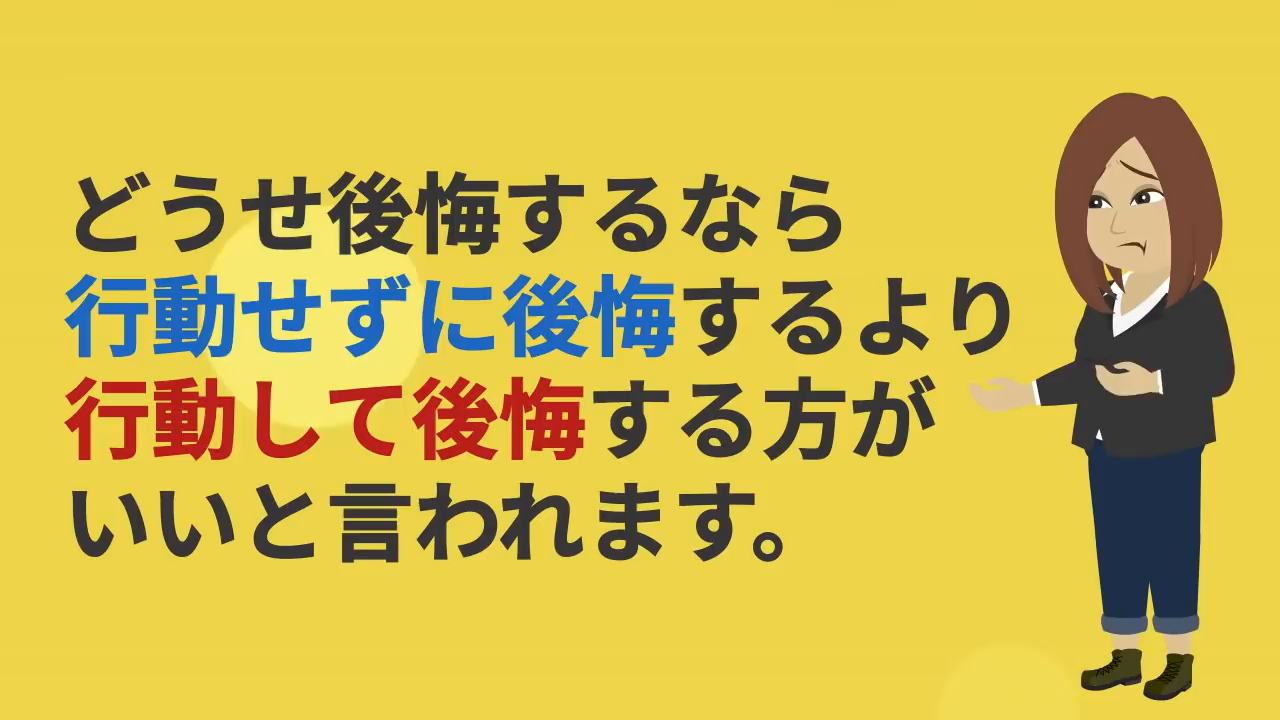 どうせ後悔するなら
行動せずに後悔するより
行動して後悔する方が
いいと言われます。